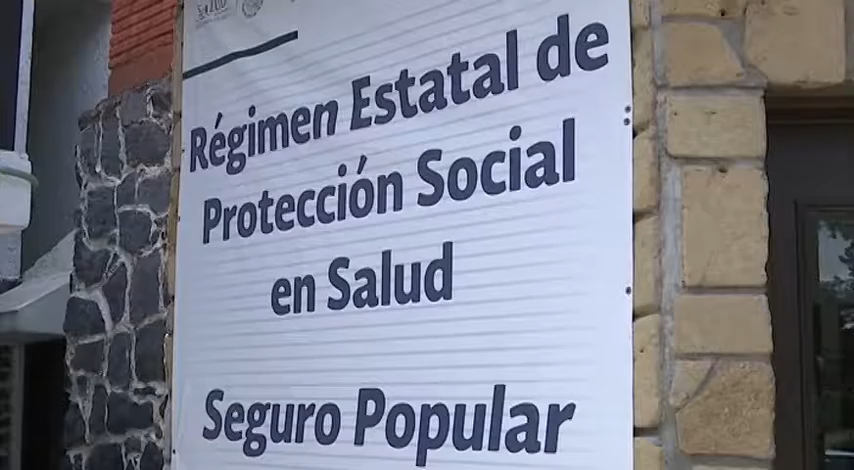 Régimen Estatal de
Protección Social
en Salud
Seguro Popular